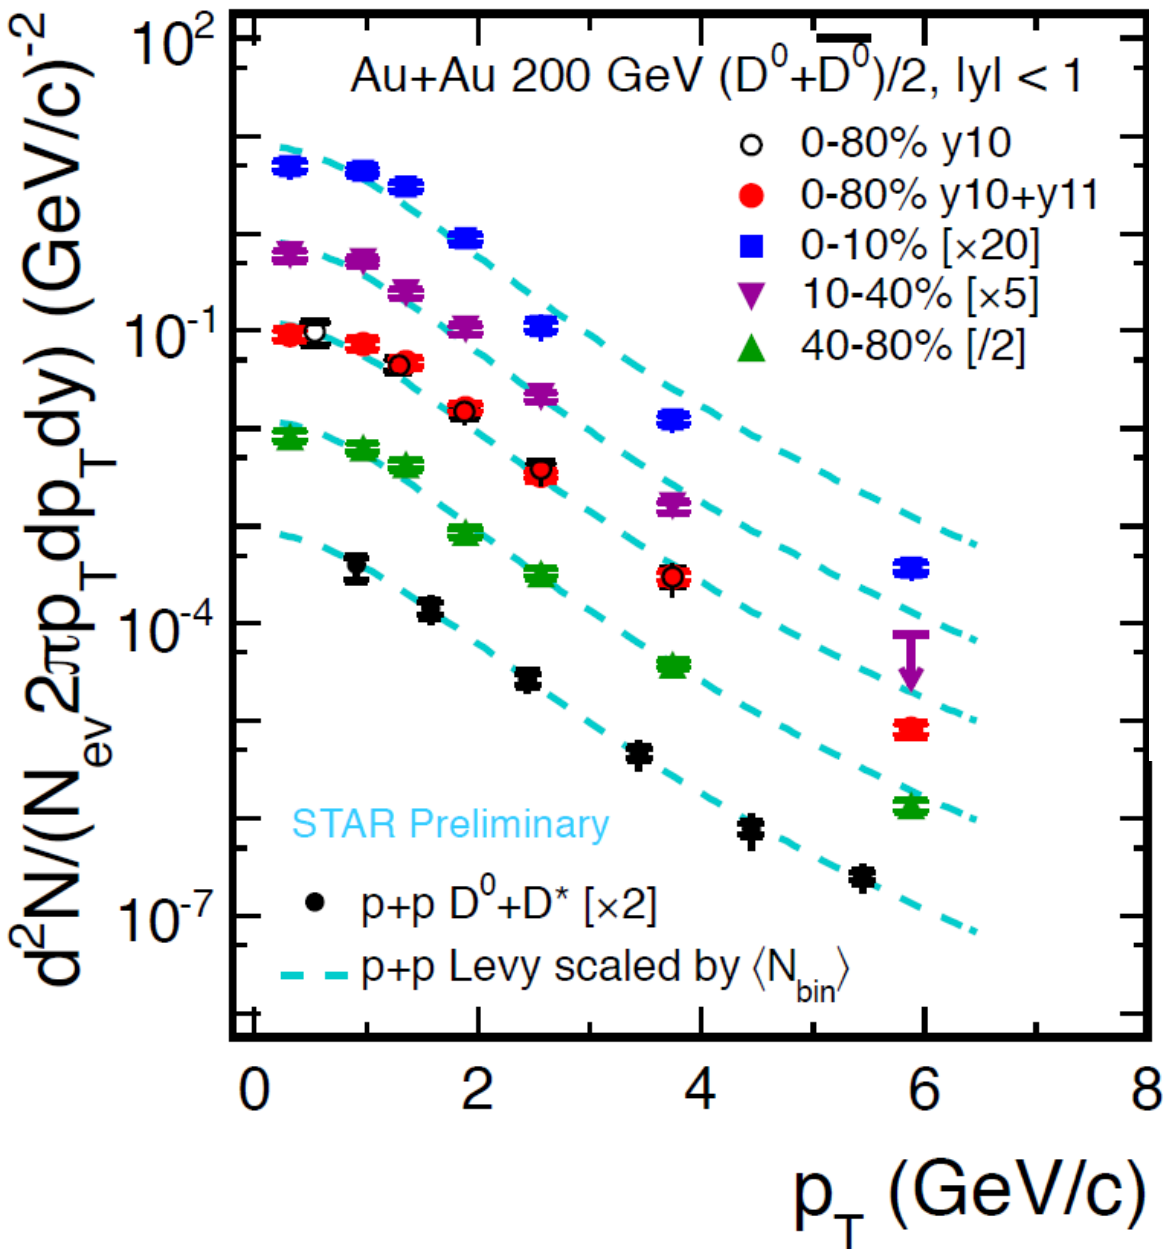 d²N/(N_ev 2πp_T dp_T dy) (GeV/c)⁻²
10²
10⁻¹
10⁻⁴
10⁻⁷
Au+Au 200 GeV (D⁰+D̅⁰)/2, |y| < 1
0-80% y10
0-80% y10+y11
0-10% [×20]
10-40% [×5]
40-80% [/2]
STAR Preliminary
p+p D⁰+D* [×2]
p+p Levy scaled by ⟨N_bin⟩
0 2 4 6 8
p_T (GeV/c)